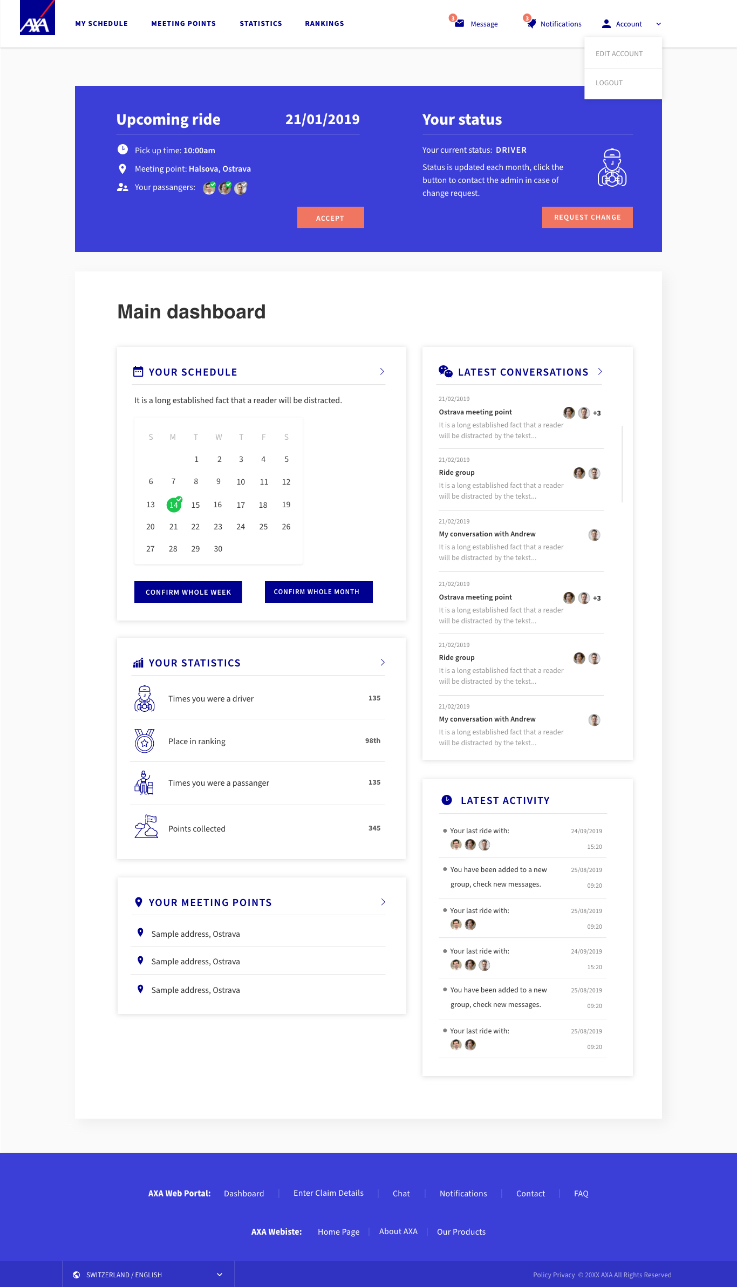 AXA
MY SCHEDULE
MEETING POINTS
STATISTICS
RANKINGS
3
Message
3
Notifications
Account
EDIT ACCOUNT
LOGOUT
Upcoming ride
21/01/2019
Pick up time: 10:00am
Meeting point: Halsova, Ostrava
Your passangers:
ACCEPT
Your status
Your current status: DRIVER
Status is updated each month, click the
button to contact the admin in case of
change request.
REQUEST CHANGE
Main dashboard
YOUR SCHEDULE
It is a long established fact that a reader will be distracted.
S M T W T F S
1 2 3 4 5
6 7 8 9 10 11 12
13 14 15 16 17 18 19
20 21 22 23 24 25 26
27 28 29 30
CONFIRM WHOLE WEEK
CONFIRM WHOLE MONTH
YOUR STATISTICS
Times you were a driver 135
Place in ranking 98th
Times you were a passanger 135
Points collected 345
YOUR MEETING POINTS
Sample address, Ostrava
Sample address, Ostrava
Sample address, Ostrava
LATEST CONVERSATIONS
21/02/2019
Ostrava meeting point +3
It is a long established fact that a reader
will be distracted by the tekst...
21/02/2019
Ride group
It is a long established fact that a reader
will be distracted by the tekst...
21/02/2019
My conversation with Andrew
It is a long established fact that a reader
will be distracted by the tekst...
21/02/2019
Ostrava meeting point +3
It is a long established fact that a reader
will be distracted by the tekst...
21/02/2019
Ride group
It is a long established fact that a reader
will be distracted by the tekst...
21/02/2019
My conversation with Andrew
It is a long established fact that a reader
will be distracted by the tekst...
LATEST ACTIVITY
Your last ride with: 24/09/2019
15:20
You have been added to a new 25/08/2019
group, check new messages. 09:20
Your last ride with: 25/08/2019
09:20
Your last ride with: 24/09/2019
15:20
You have been added to a new 25/08/2019
group, check new messages. 09:20
Your last ride with: 25/08/2019
09:20
AXA Web Portal: Dashboard | Enter Claim Details | Chat | Notifications | Contact | FAQ
AXA Webiste: Home Page | About AXA | Our Products
SWITZERLAND / ENGLISH
Policy Privacy © 20XX AXA All Rights Reserved